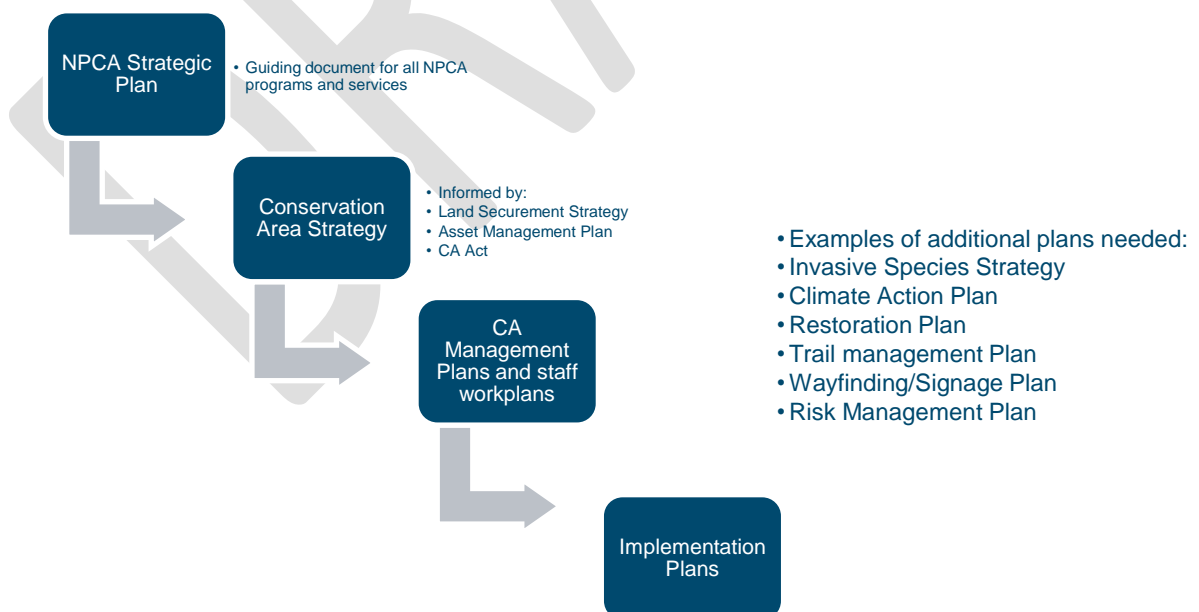 NPCA Strategic
Plan
• Guiding document for all NPCA
programs and services
Conservation
Area Strategy
• Informed by:
• Land Securement Strategy
• Asset Management Plan
• CA Act
CA
Management
Plans and staff
workplans
• Examples of additional plans needed:
• Invasive Species Strategy
• Climate Action Plan
• Restoration Plan
• Trail management Plan
• Wayfinding/Signage Plan
• Risk Management Plan
Implementation
Plans